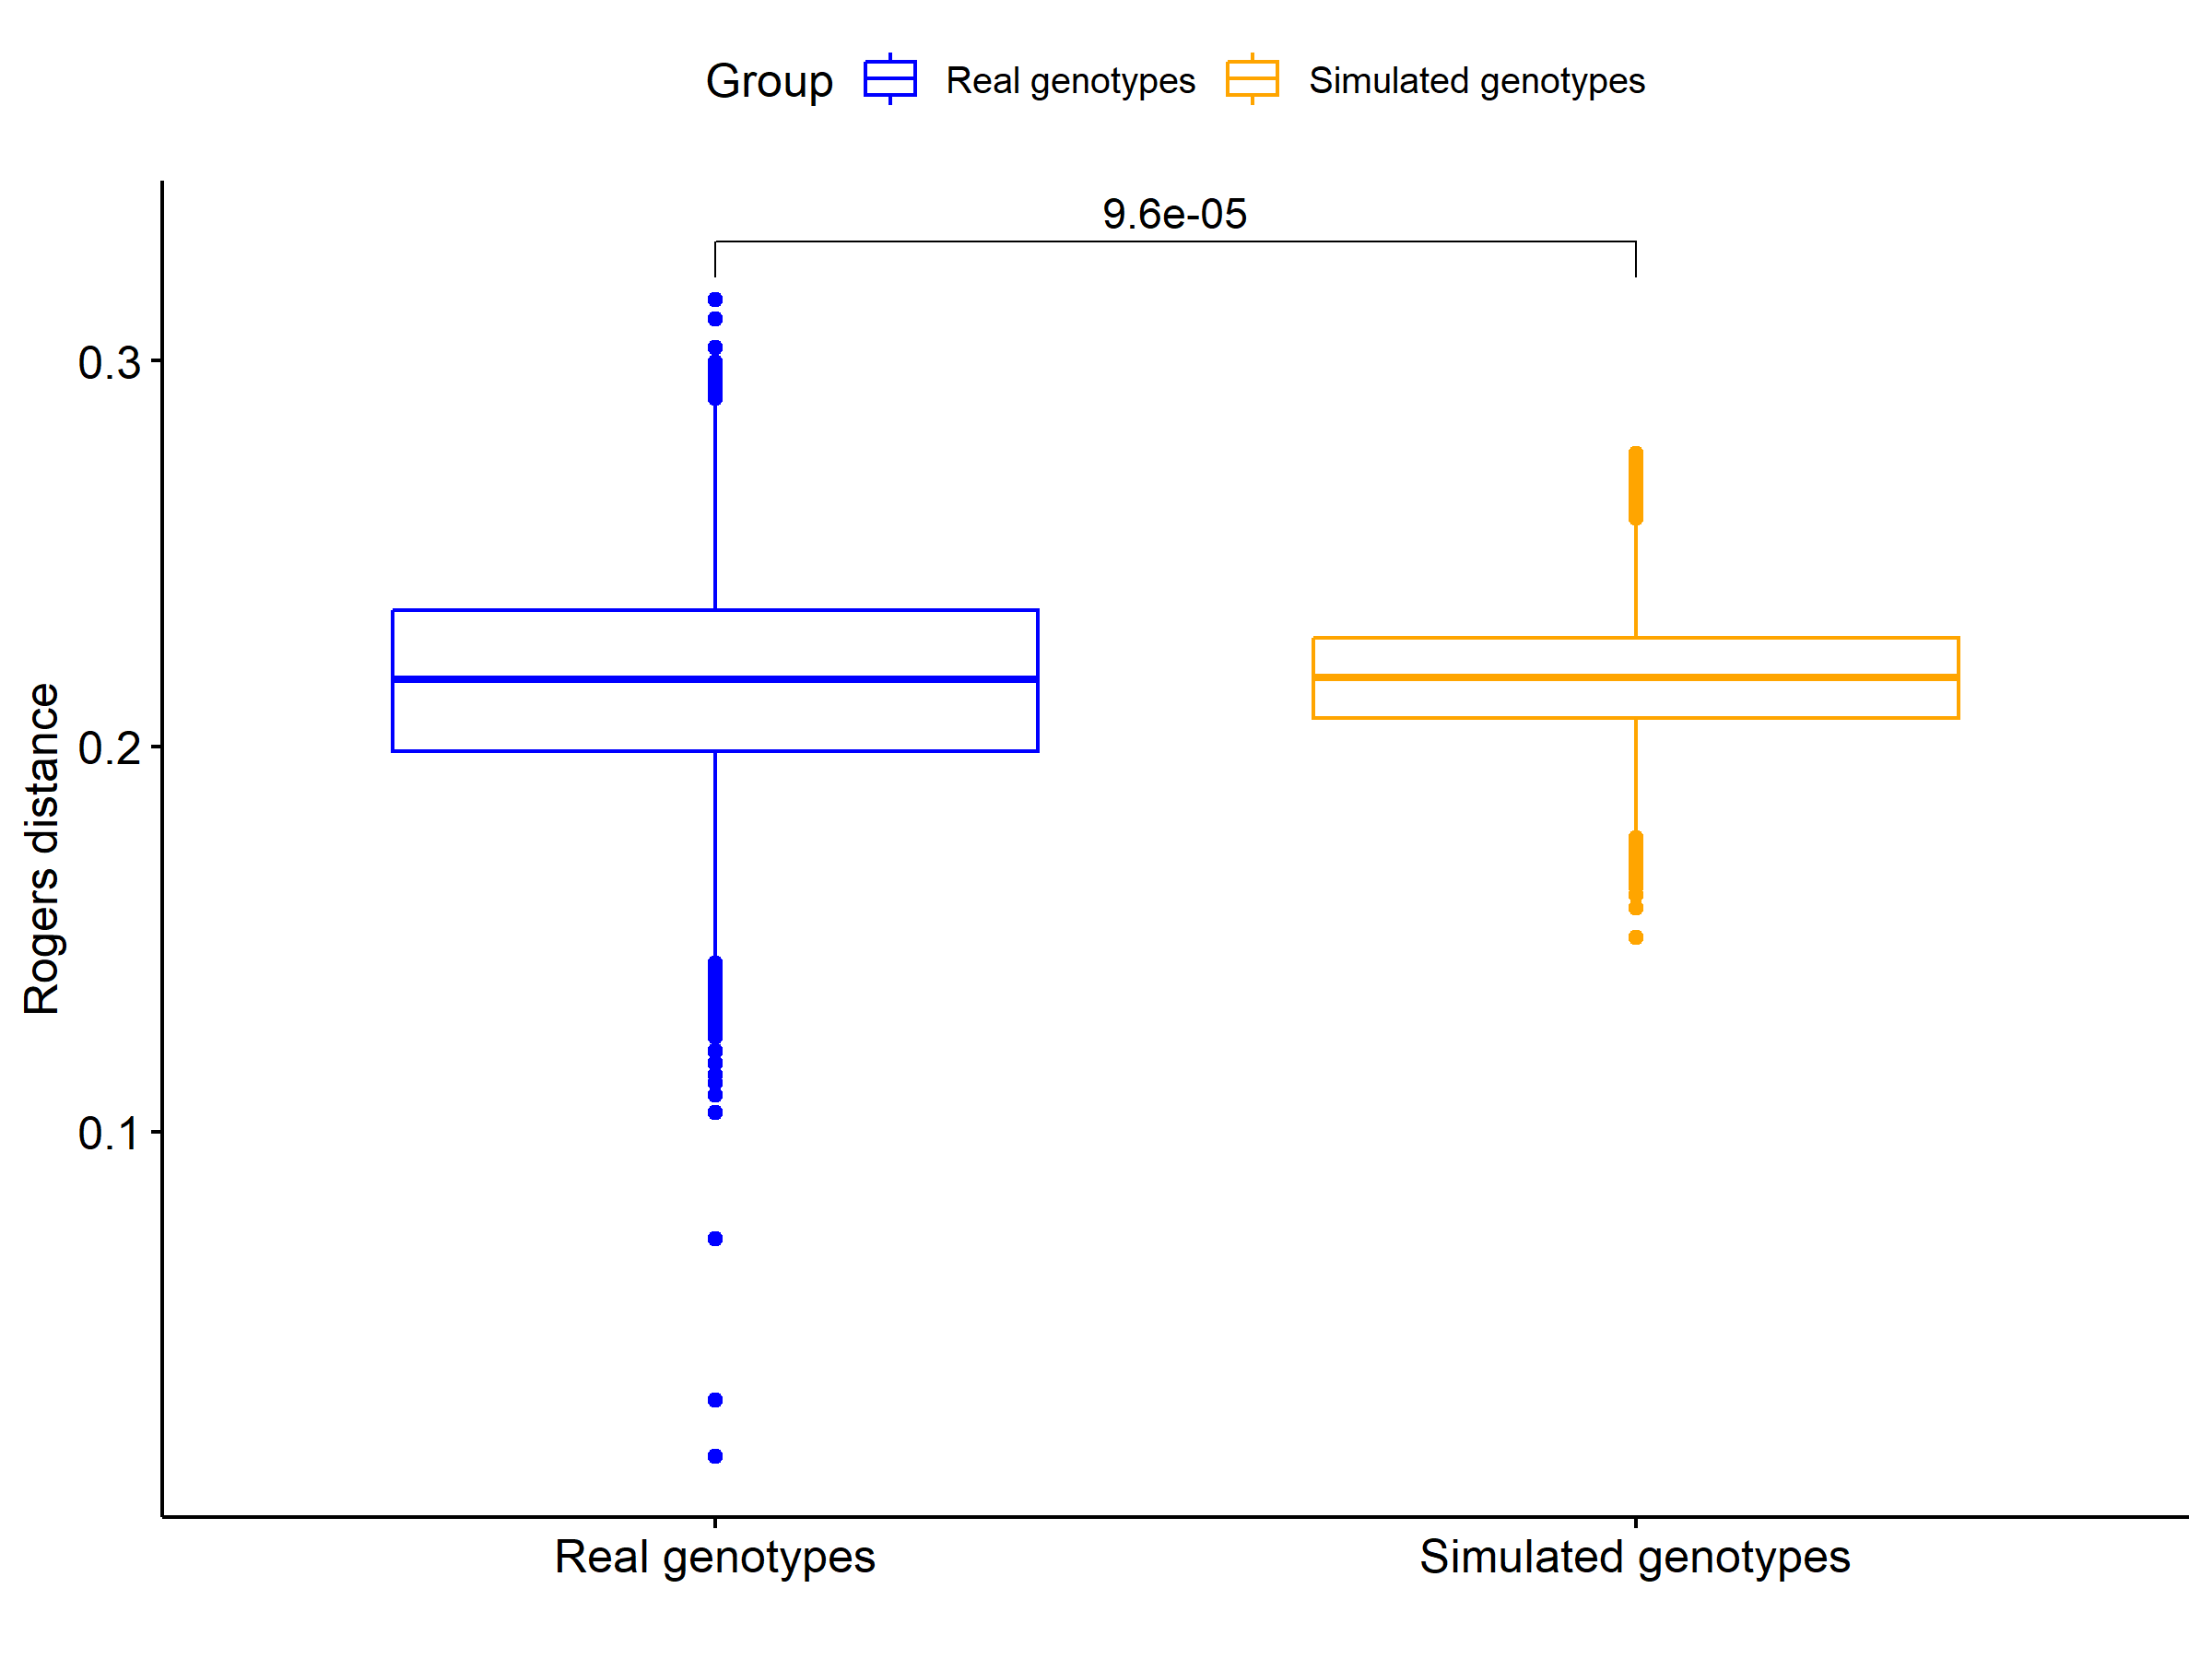 Group Real genotypes Simulated genotypes
9.6e-05
0.3
0.2
0.1
Rogers distance
Real genotypes Simulated genotypes